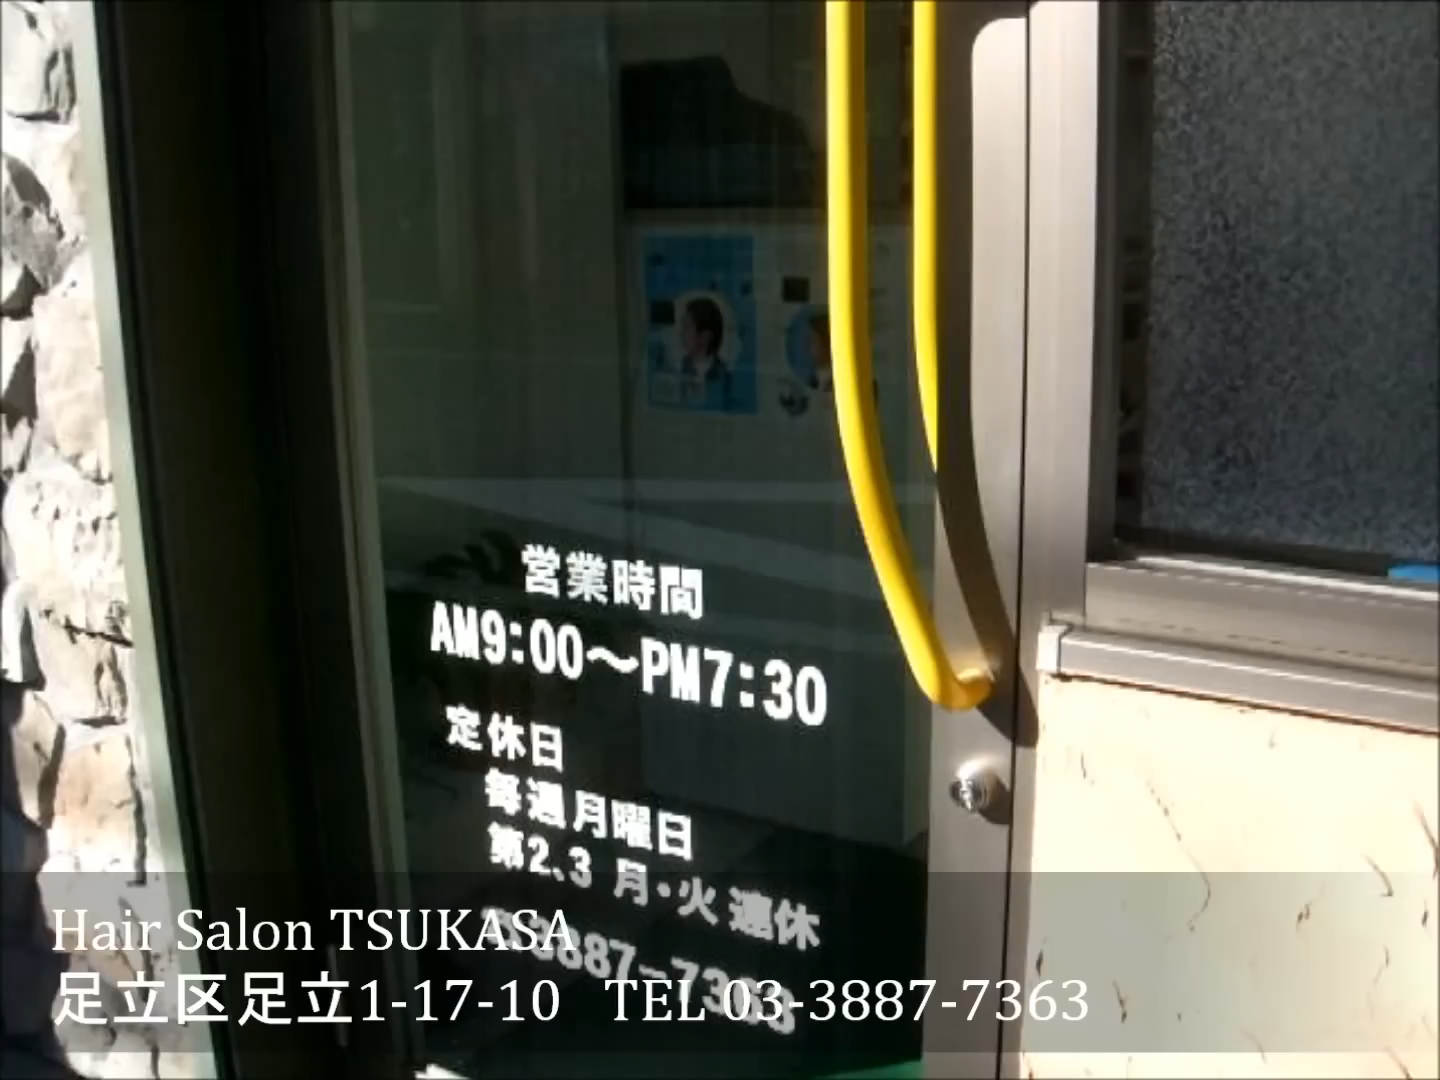 営業時間
AM9:00～PM7:30
定休日
毎週月曜日
第2、3 月・火 連休
3887-7363
Hair Salon TSUKASA
足立区足立1-17-10 TEL 03-3887-7363